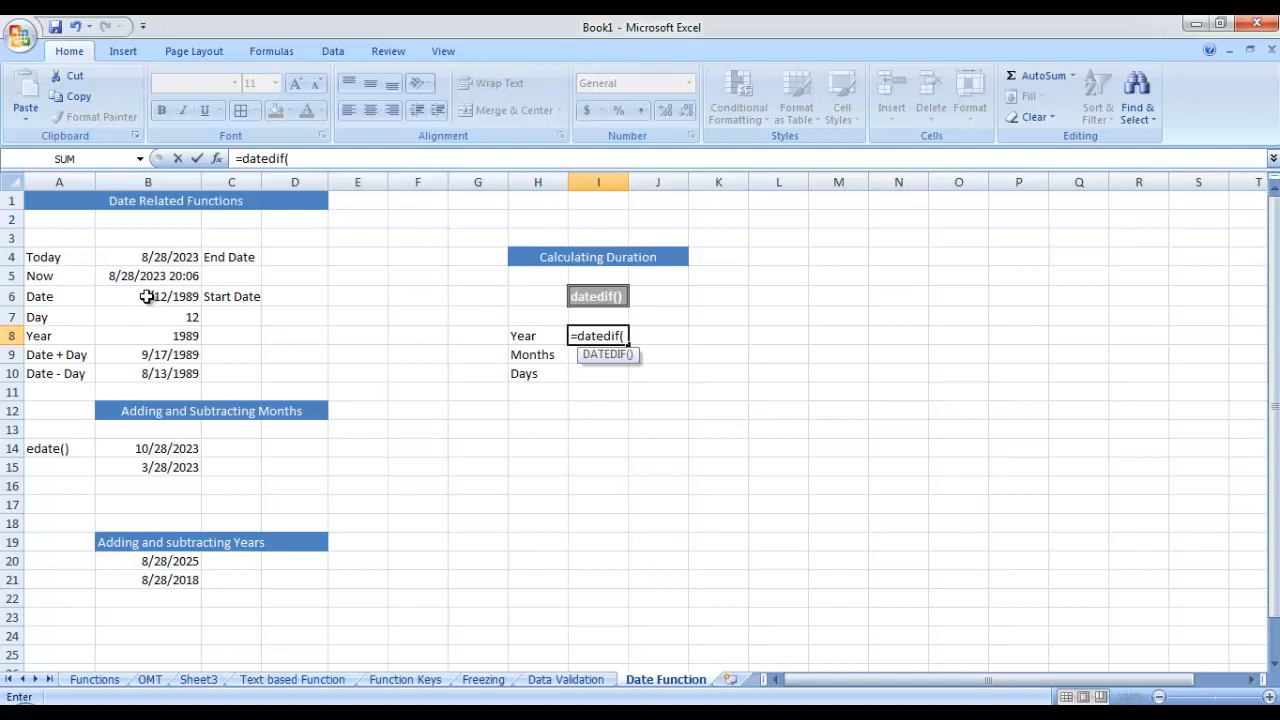 Book1 - Microsoft Excel
Home Insert Page Layout Formulas Data Review View
Paste Cut Copy Format Painter
11
B I U
Wrap Text
Merge & Center
General
$ % ,
Conditional Formatting Format as Table Cell Styles
Insert Delete Format
Σ AutoSum Fill Clear
Sort & Filter Find & Select
Clipboard Font Alignment Number Styles Cells Editing
SUM fx =datedif(
A B C D E F G H I J K L M N O P Q R S T
1 Date Related Functions
2
3
4 Today 8/28/2023 End Date Calculating Duration
5 Now 8/28/2023 20:06
6 Date 12/1989 Start Date datedif()
7 Day 12
8 Year 1989 Year =datedif(
9 Date + Day 9/17/1989 Months DATEDIF()
10 Date - Day 8/13/1989 Days
11
12 Adding and Subtracting Months
13
14 edate() 10/28/2023
15 3/28/2023
16
17
18
19 Adding and subtracting Years
20 8/28/2025
21 8/28/2018
22
23
24
25
Functions OMT Sheet3 Text based Function Function Keys Freezing Data Validation Date Function
Enter 100%